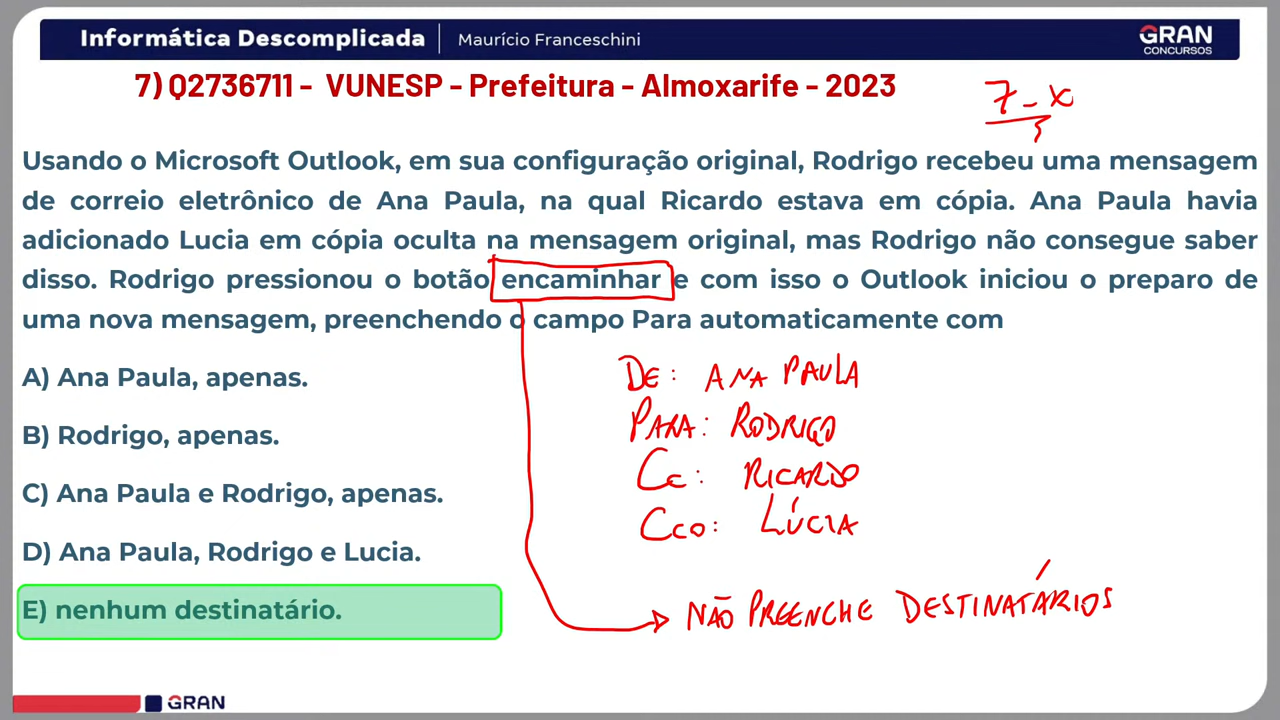 Informática Descomplicada | Maurício Franceschini
GRAN
CONCURSOS
7) Q2736711 - VUNESP - Prefeitura - Almoxarife - 2023
7 - x
Usando o Microsoft Outlook, em sua configuração original, Rodrigo recebeu uma mensagem
de correio eletrônico de Ana Paula, na qual Ricardo estava em cópia. Ana Paula havia
adicionado Lucia em cópia oculta na mensagem original, mas Rodrigo não consegue saber
disso. Rodrigo pressionou o botão encaminhar e com isso o Outlook iniciou o preparo de
uma nova mensagem, preenchendo o campo Para automaticamente com
A) Ana Paula, apenas.
B) Rodrigo, apenas.
C) Ana Paula e Rodrigo, apenas.
D) Ana Paula, Rodrigo e Lucia.
E) nenhum destinatário.
DE: ANA PAULA
PARA: RODRIGO
CC: RICARDO
CCO: LÚCIA
NÃO PREENCHE DESTINATÁRIOS
GRAN